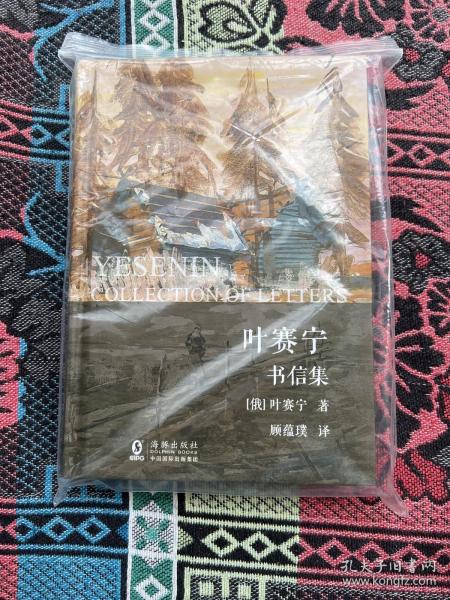 YESENIN
COLLECTION OF LETTERS
叶赛宁
书信集
[俄]叶赛宁 著
顾蕴璞 译
CIPG
海豚出版社
DOLPHIN BOOKS
中国国际出版集团
孔夫子旧书网
www.kongfz.com